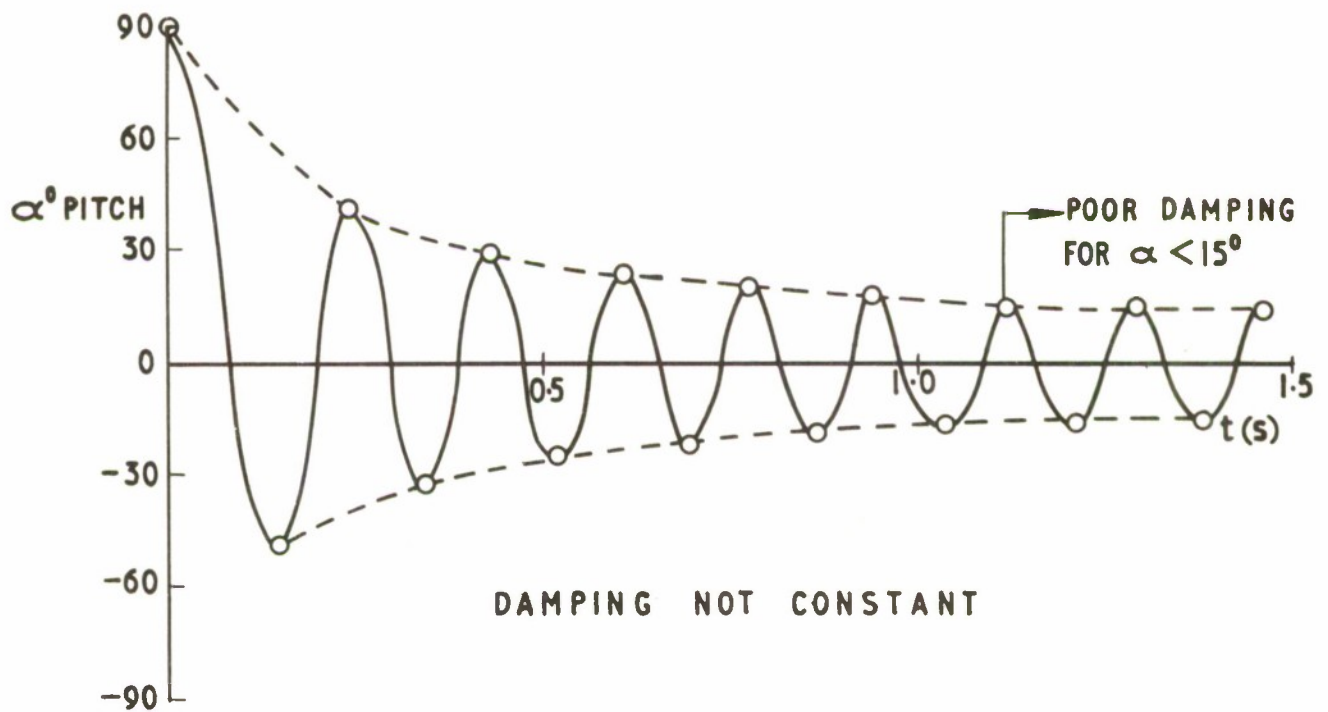 90
60
α° PITCH
30
0
-30
-60
-90
0·5
1·0
1·5
t(s)
POOR DAMPING
FOR α <15°
DAMPING NOT CONSTANT